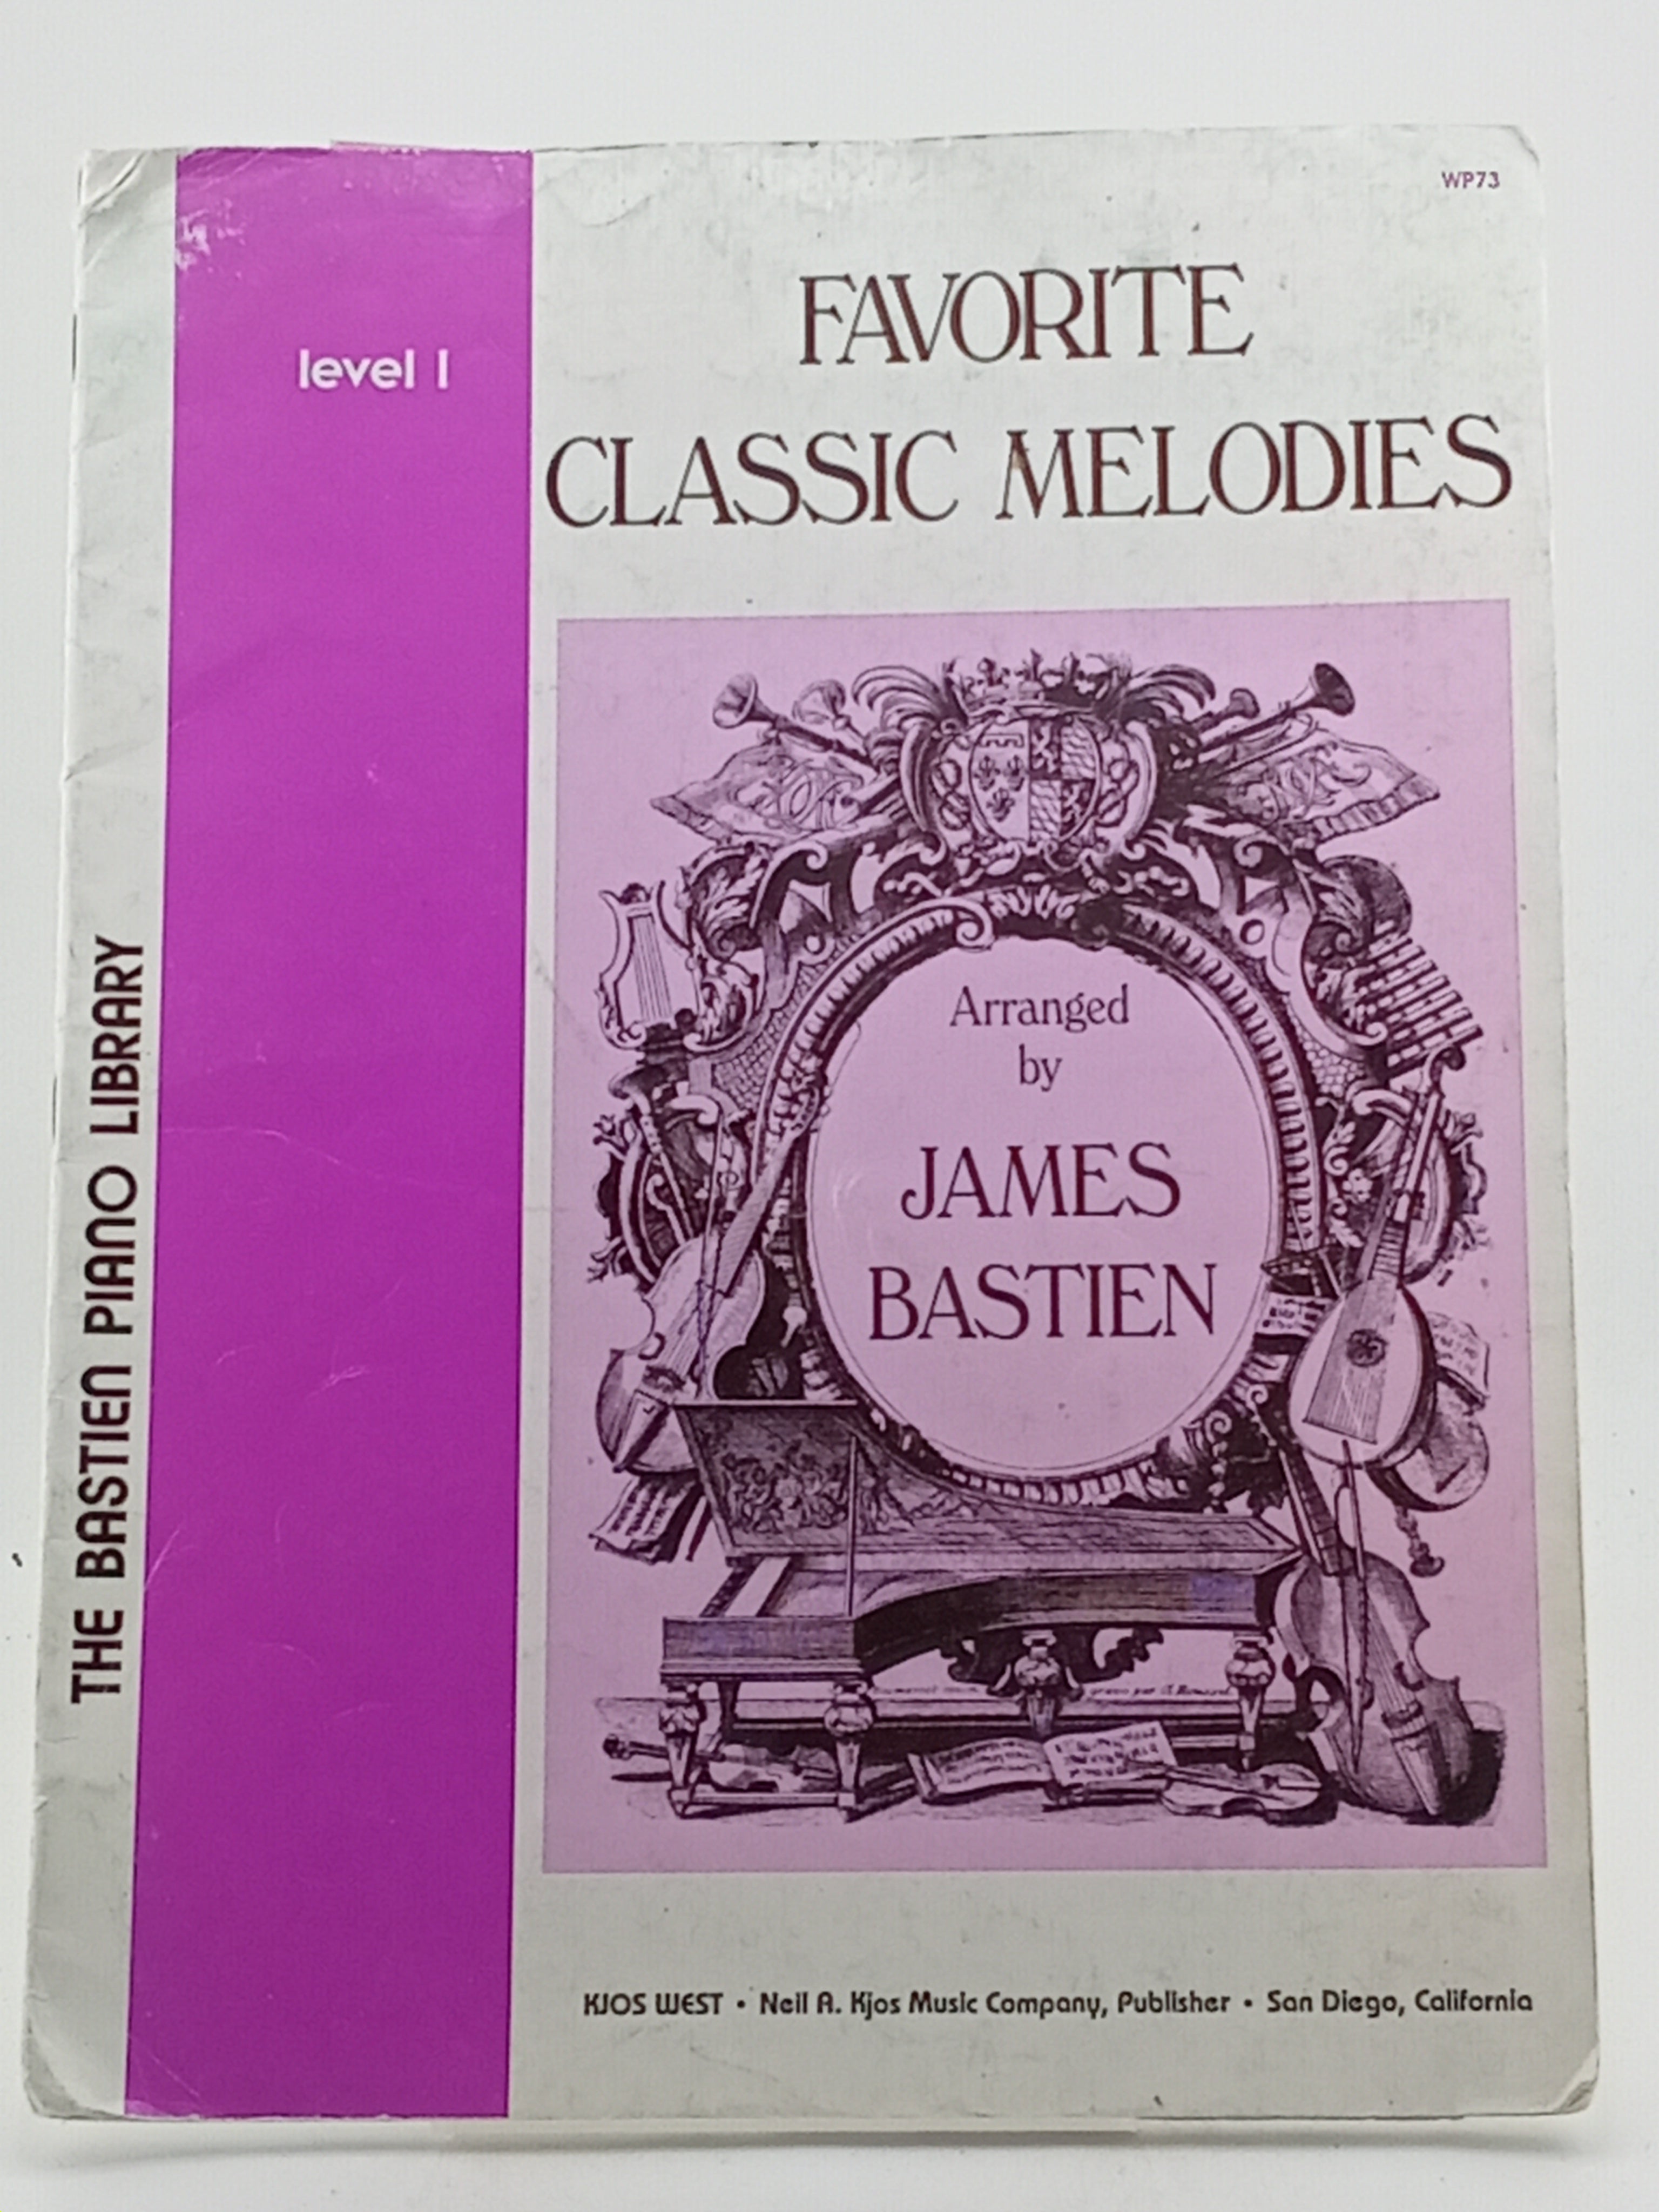 WP73
level 1
FAVORITE
CLASSIC MELODIES
Arranged
by
JAMES
BASTIEN
THE BASTIEN PIANO LIBRARY
KJOS WEST • Neil A. Kjos Music Company, Publisher • San Diego, California